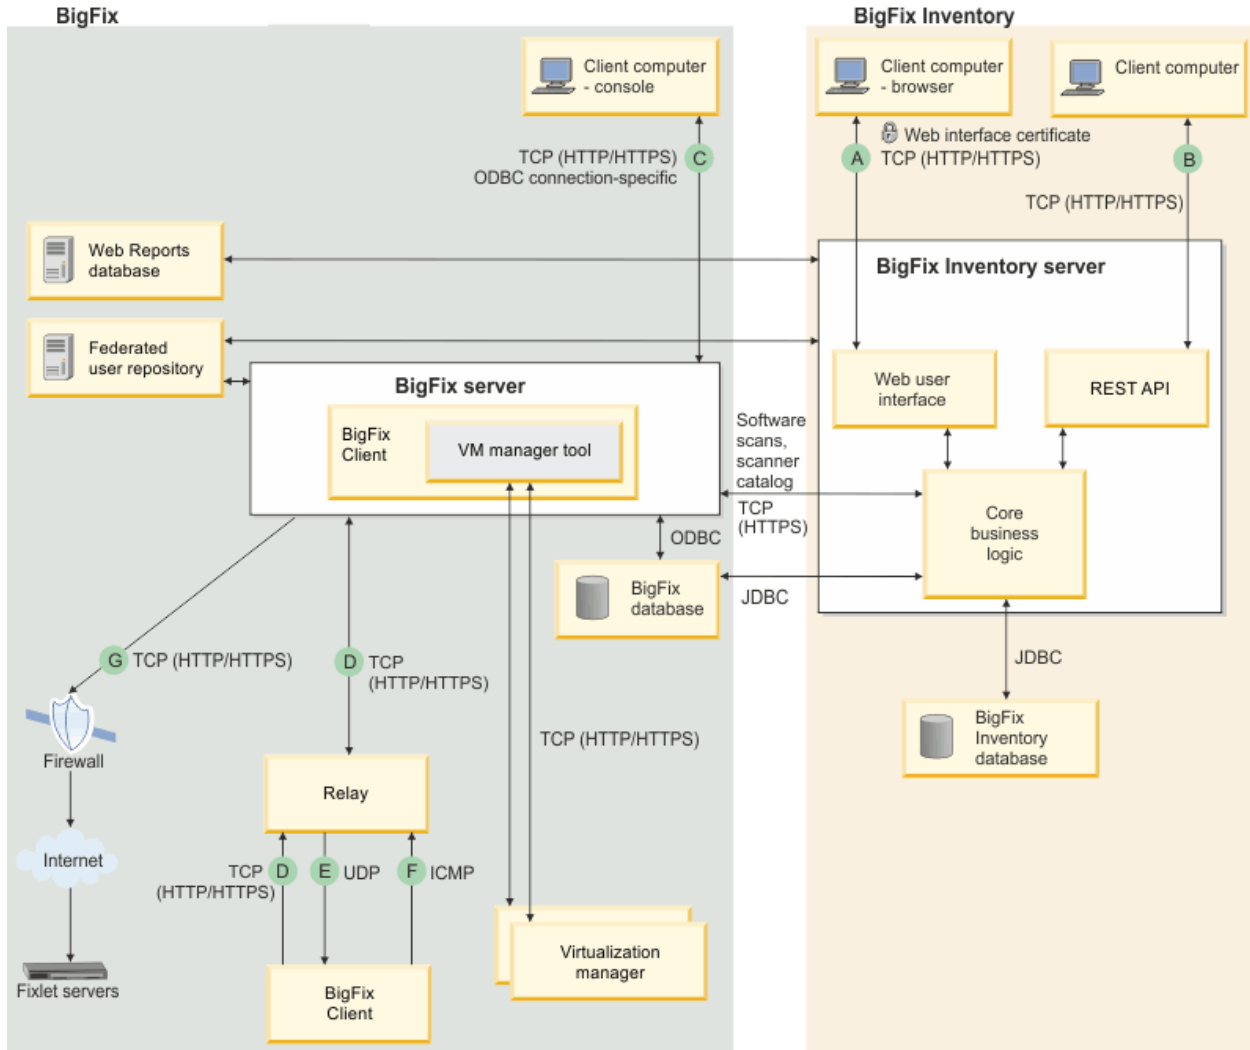 BigFix
BigFix Inventory
Client computer
- console
Client computer
- browser
Client computer
Web interface certificate
TCP (HTTP/HTTPS)
ODBC connection-specific
C
A
TCP (HTTP/HTTPS)
B
TCP (HTTP/HTTPS)
Web Reports
database
BigFix Inventory server
Federated
user repository
BigFix server
BigFix
Client
VM manager tool
Web user
interface
REST API
Software
scans,
scanner
catalog
TCP
(HTTPS)
Core
business
logic
ODBC
BigFix
database
JDBC
G
TCP (HTTP/HTTPS)
D
TCP
(HTTP/HTTPS)
JDBC
BigFix
Inventory
database
TCP (HTTP/HTTPS)
Firewall
Relay
Internet
TCP
(HTTP/HTTPS)
D
E
UDP
F
ICMP
Virtualization
manager
Fixlet servers
BigFix
Client